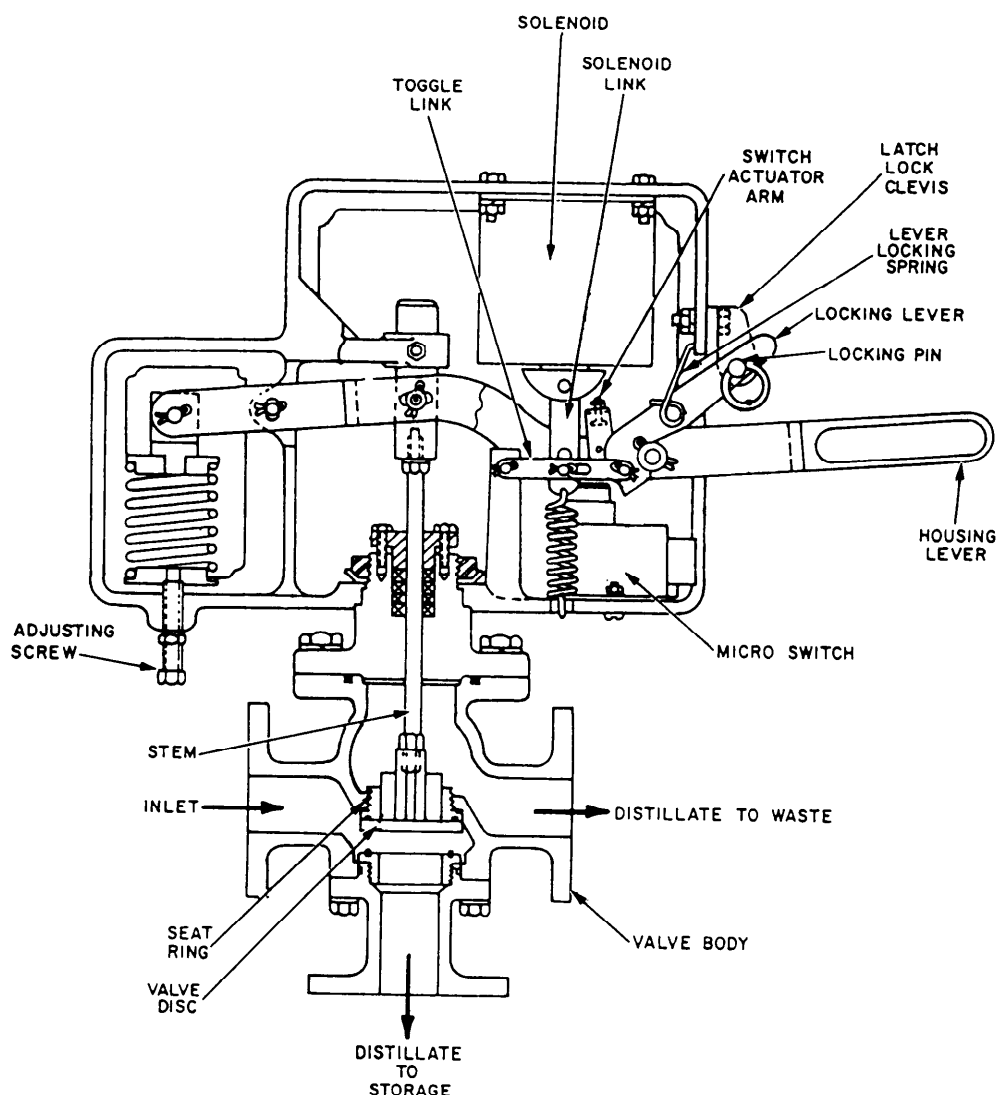 SOLENOID
SOLENOID
LINK
TOGGLE
LINK
SWITCH
ACTUATOR
ARM
LATCH
LOCK
CLEVIS
LEVER
LOCKING
SPRING
LOCKING LEVER
LOCKING PIN
HOUSING
LEVER
ADJUSTING
SCREW
MICRO SWITCH
STEM
INLET
DISTILLATE TO WASTE
SEAT
RING
VALVE BODY
VALVE
DISC
DISTILLATE
TO
STORAGE